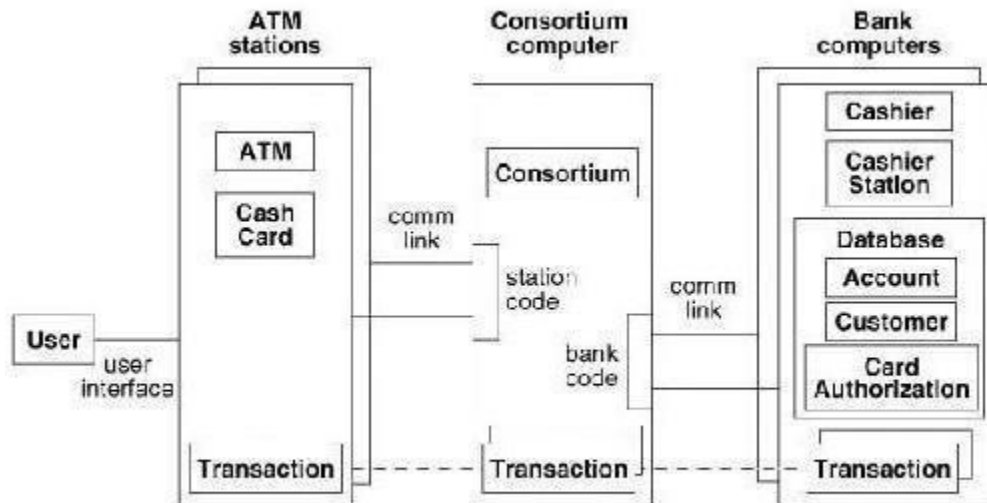 ATM
stations
Consortium
computer
Bank
computers
ATM
Cash
Card
Consortium
Cashier
Cashier
Station
Database
Account
Customer
Card
Authorization
comm
link
station
code
comm
link
bank
code
User
user
interface
Transaction
Transaction
Transaction